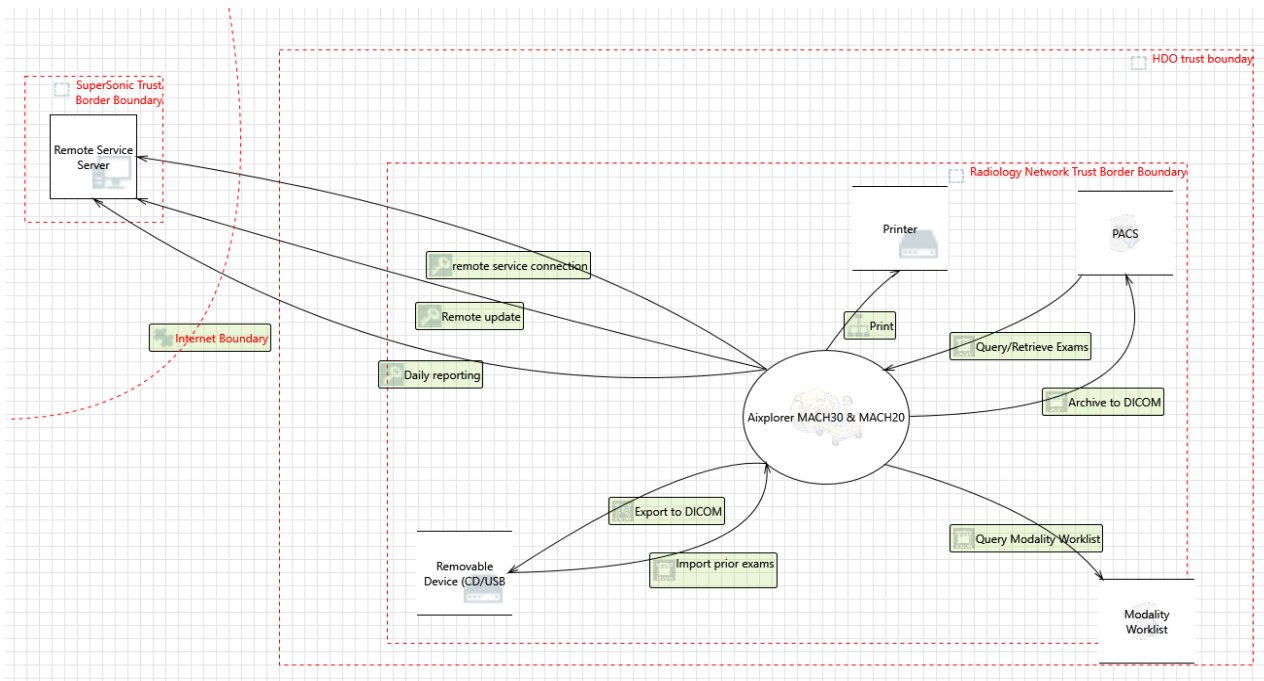 HDO trust bounday
SuperSonic Trust
Border Boundary
Remote Service
Server
Radiology Network Trust Border Boundary
Printer
PACS
remote service connection
Remote update
Print
Internet Boundary
Query/Retrieve Exams
Daily reporting
Archive to DICOM
Aixplorer MACH30 & MACH20
Export to DICOM
Query Modality Worklist
Import prior exams
Removable
Device (CD/USB
Modality
Worklist